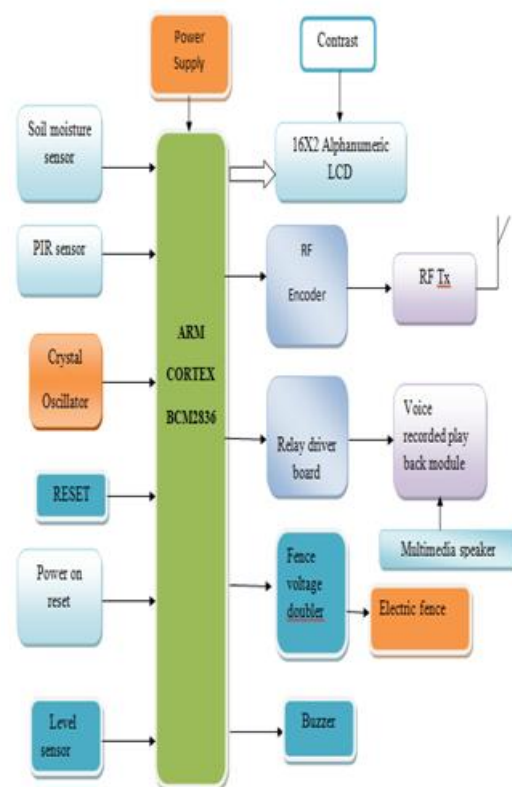 Power
Supply
Contrast
Soil moisture
sensor
16X2 Alphanumeric
LCD
PIR sensor
RF
Encoder
RF Tx
ARM
CORTEX
BCM2836
Crystal
Oscillator
Relay driver
board
Voice
recorded play
back module
RESET
Multimedia speaker
Power on
reset
Fence
voltage
doubler
Electric fence
Level
sensor
Buzzer